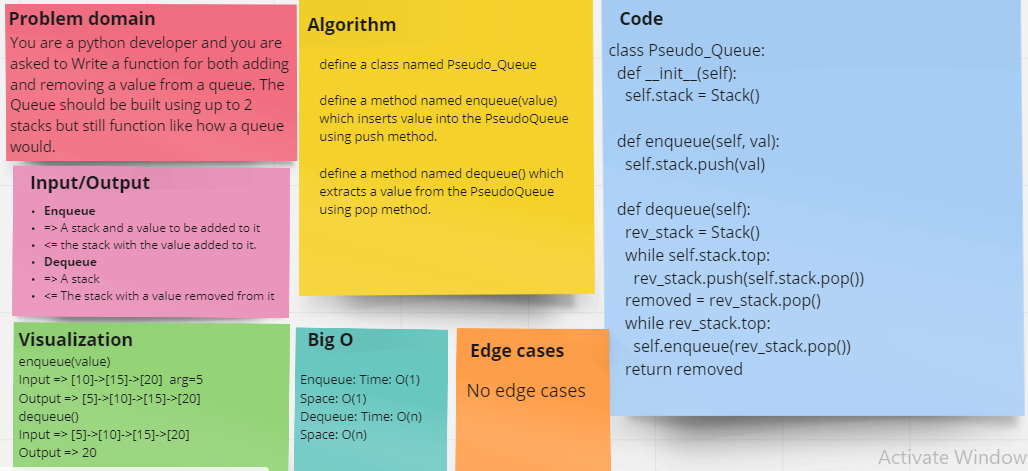 Problem domain
You are a python developer and you are
asked to Write a function for both adding
and removing a value from a queue. The
Queue should be built using up to 2
stacks but still function like how a queue
would.
Input/Output
• Enqueue
• => A stack and a value to be added to it
• <= the stack with the value added to it.
• Dequeue
• => A stack
• <= The stack with a value removed from it
Visualization
enqueue(value)
Input => [10]->[15]->[20]  arg=5
Output => [5]->[10]->[15]->[20]
dequeue()
Input => [5]->[10]->[15]->[20]
Output => 20
Algorithm
define a class named Pseudo_Queue
define a method named enqueue(value)
which inserts value into the PseudoQueue
using push method.
define a method named dequeue() which
extracts a value from the PseudoQueue
using pop method.
Big O
Enqueue: Time: O(1)
Space: O(1)
Dequeue: Time: O(n)
Space: O(n)
Edge cases
No edge cases
Code
class Pseudo_Queue:
  def __init__(self):
    self.stack = Stack()
  def enqueue(self, val):
    self.stack.push(val)
  def dequeue(self):
    rev_stack = Stack()
    while self.stack.top:
      rev_stack.push(self.stack.pop())
    removed = rev_stack.pop()
    while rev_stack.top:
      self.enqueue(rev_stack.pop())
    return removed
Activate Window